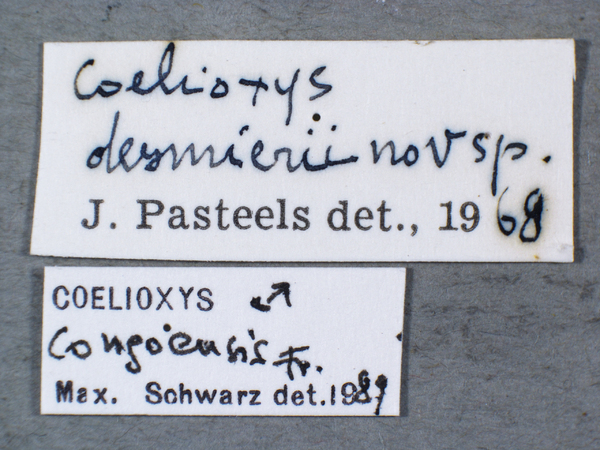 Coelioxys
desmierii nov sp.
J. Pasteels det., 1968
COELIOXYS ♂
Congoensis Fr.
Max. Schwarz det.1989